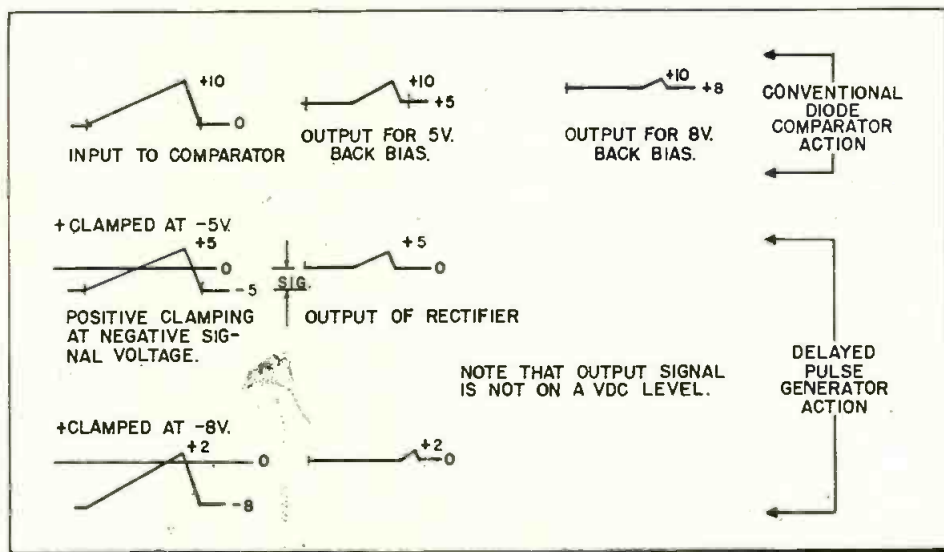 +10
0
INPUT TO COMPARATOR
+10
+5
OUTPUT FOR 5V.
BACK BIAS.
+10
+8
OUTPUT FOR 8V.
BACK BIAS.
CONVENTIONAL
DIODE
COMPARATOR
ACTION
+CLAMPED AT -5V.
+5
0
-5
SIG.
POSITIVE CLAMPING
AT NEGATIVE SIG-
NAL VOLTAGE.
+5
0
OUTPUT OF RECTIFIER
NOTE THAT OUTPUT SIGNAL
IS NOT ON A VDC LEVEL.
DELAYED
PULSE
GENERATOR
ACTION
+CLAMPED AT -8V.
+2
0
-8
+2
0